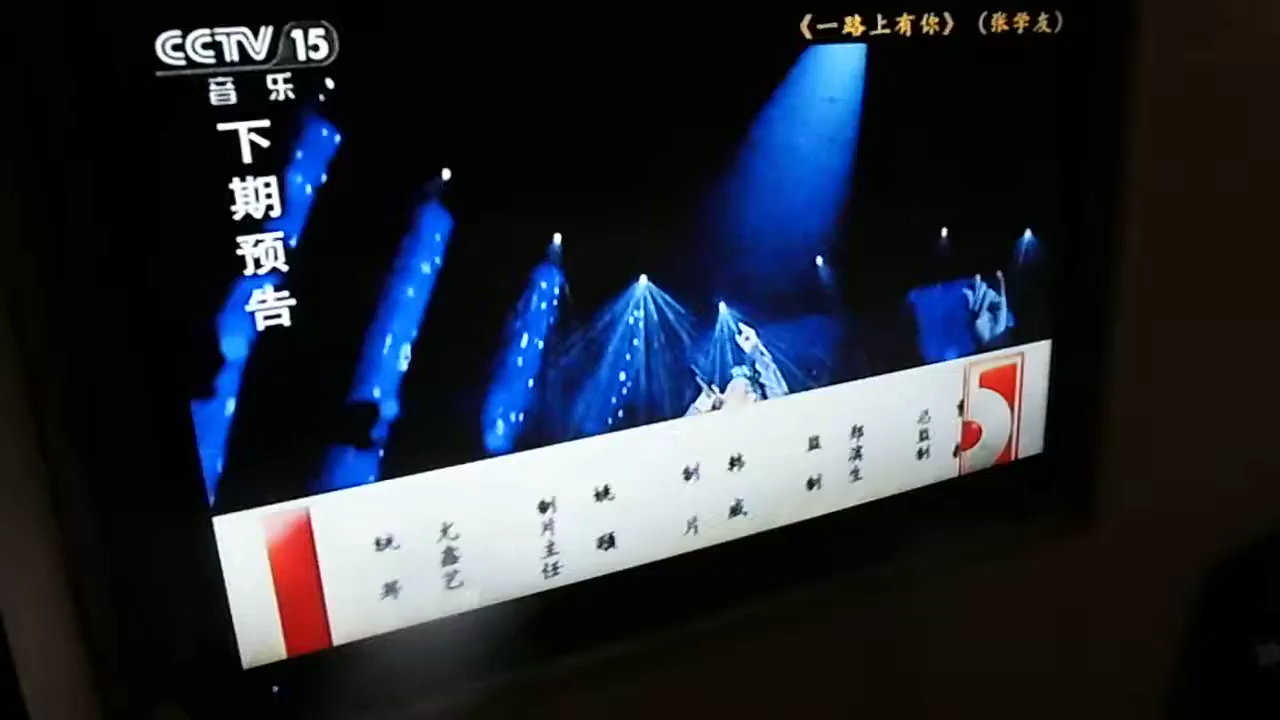 CCTV 15
音乐
《一路上有你》（张学友）
下期预告
统筹
尤鑫艺
制片主任
姚颐
制片
韩威
监制
郑滨生
总监制